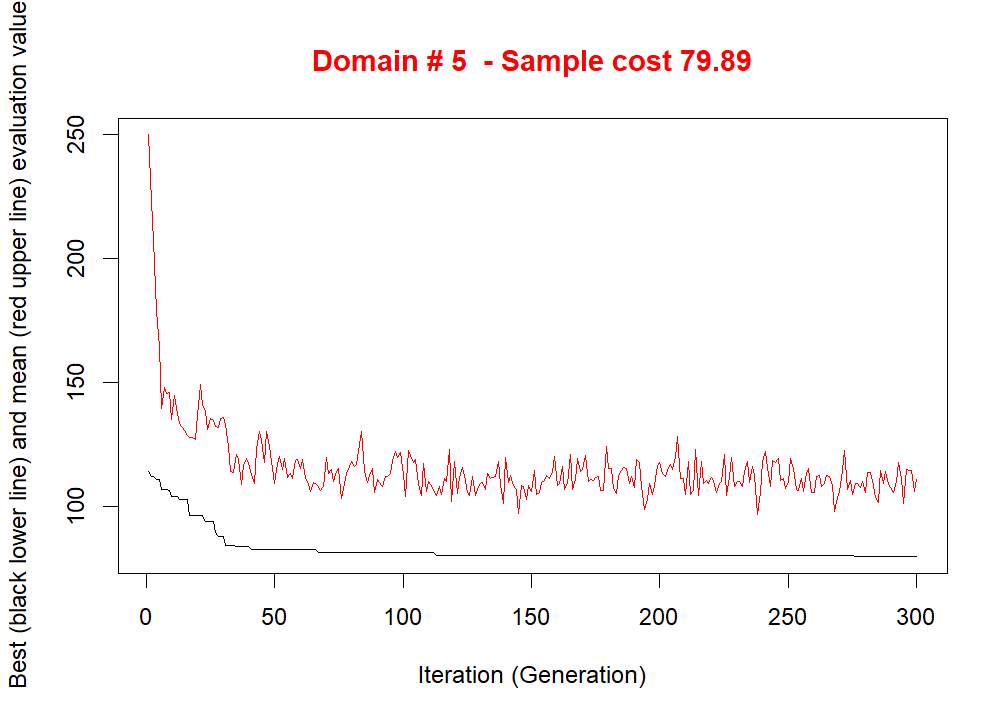 Domain # 5  - Sample cost 79.89
Best (black lower line) and mean (red upper line) evaluation value
250
200
150
100
0 50 100 150 200 250 300
Iteration (Generation)